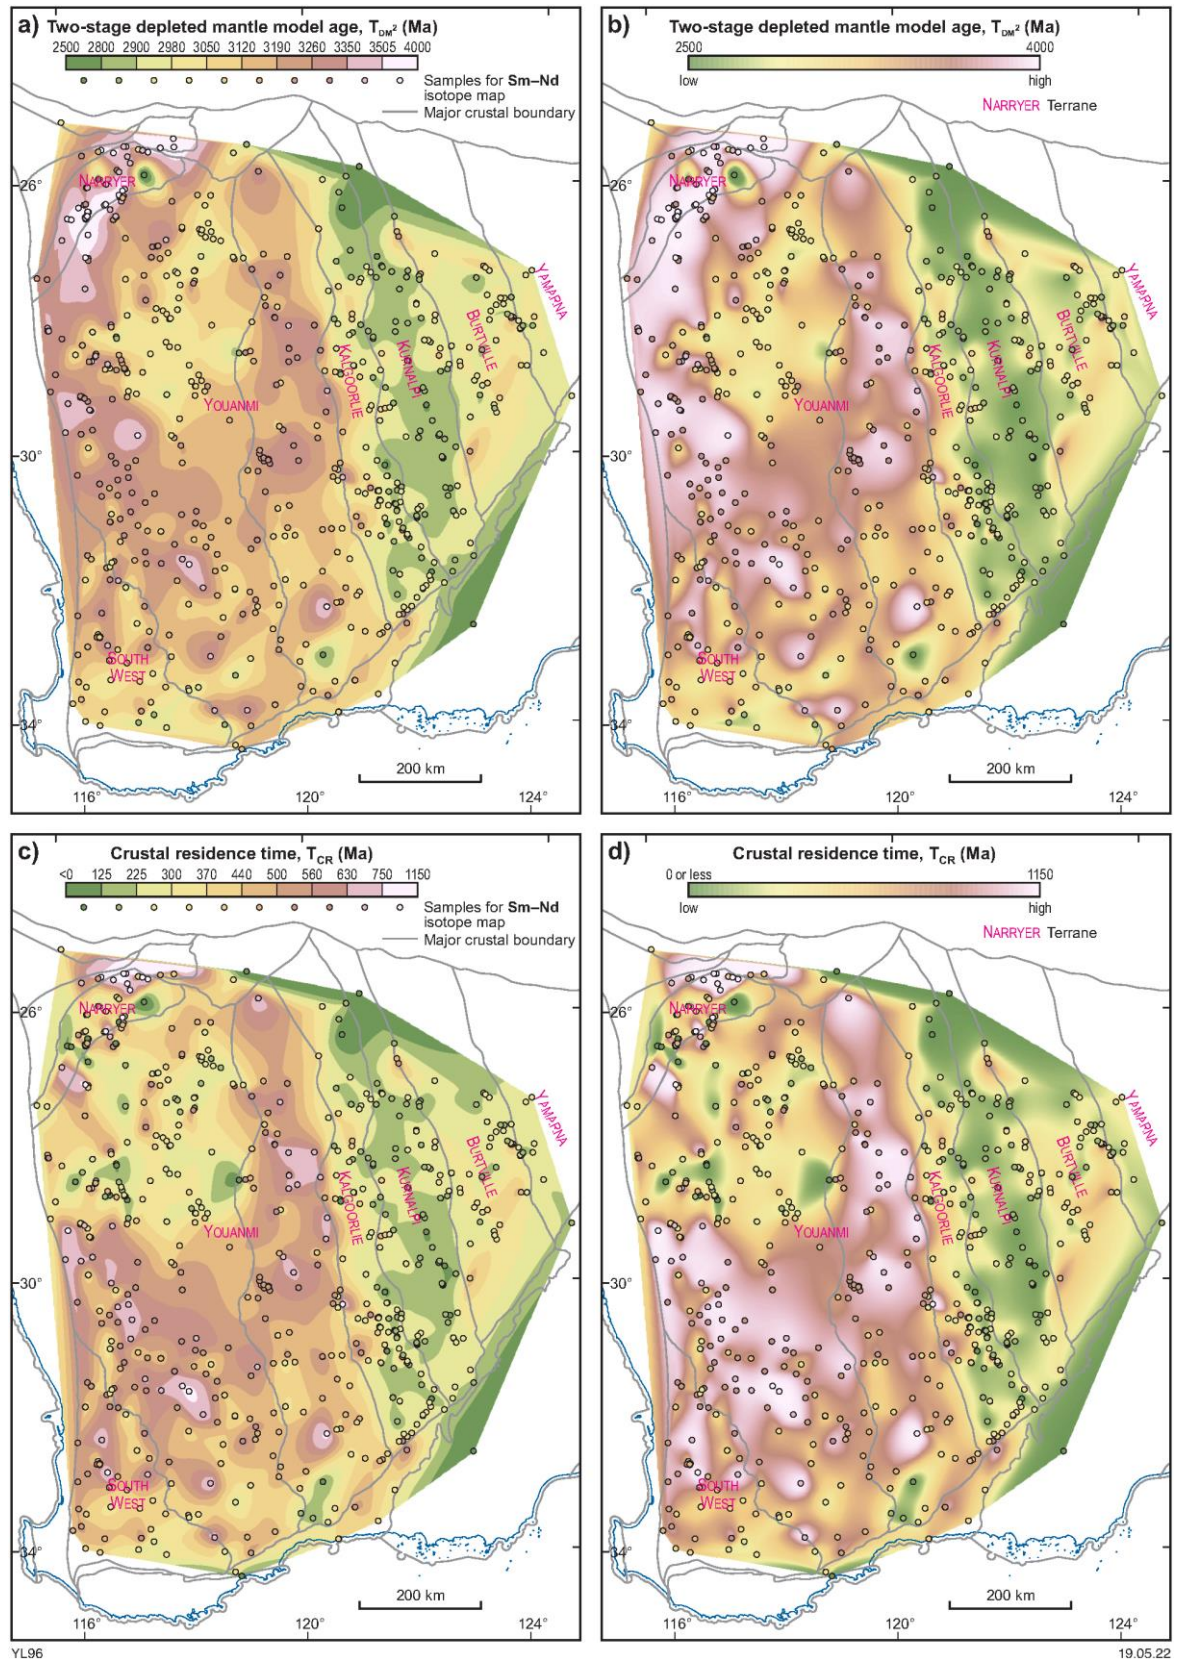 a) Two-stage depleted mantle model age, TDM² (Ma)
2500 2800 2900 2980 3050 3120 3190 3260 3350 3505 4000
Samples for Sm–Nd
isotope map
Major crustal boundary
26°
30°
34°
NARRYER
YAMARNA
BURTVILLE
KURNALPI
KALGOORLIE
YOUANMI
SOUTH
WEST
200 km
116° 120° 124°
b) Two-stage depleted mantle model age, TDM² (Ma)
2500 4000
low high
NARRYER Terrane
26°
30°
34°
NARRYER
YAMARNA
BURTVILLE
KURNALPI
KALGOORLIE
YOUANMI
SOUTH
WEST
200 km
116° 120° 124°
c) Crustal residence time, TCR (Ma)
<0 125 225 300 370 440 500 560 630 750 1150
Samples for Sm–Nd
isotope map
Major crustal boundary
26°
30°
34°
NARRYER
YAMARNA
BURTVILLE
KURNALPI
KALGOORLIE
YOUANMI
SOUTH
WEST
200 km
116° 120° 124°
d) Crustal residence time, TCR (Ma)
0 or less 1150
low high
NARRYER Terrane
26°
30°
34°
NARRYER
YAMARNA
BURTVILLE
KURNALPI
KALGOORLIE
YOUANMI
SOUTH
WEST
200 km
116° 120° 124°
YL96 19.05.22